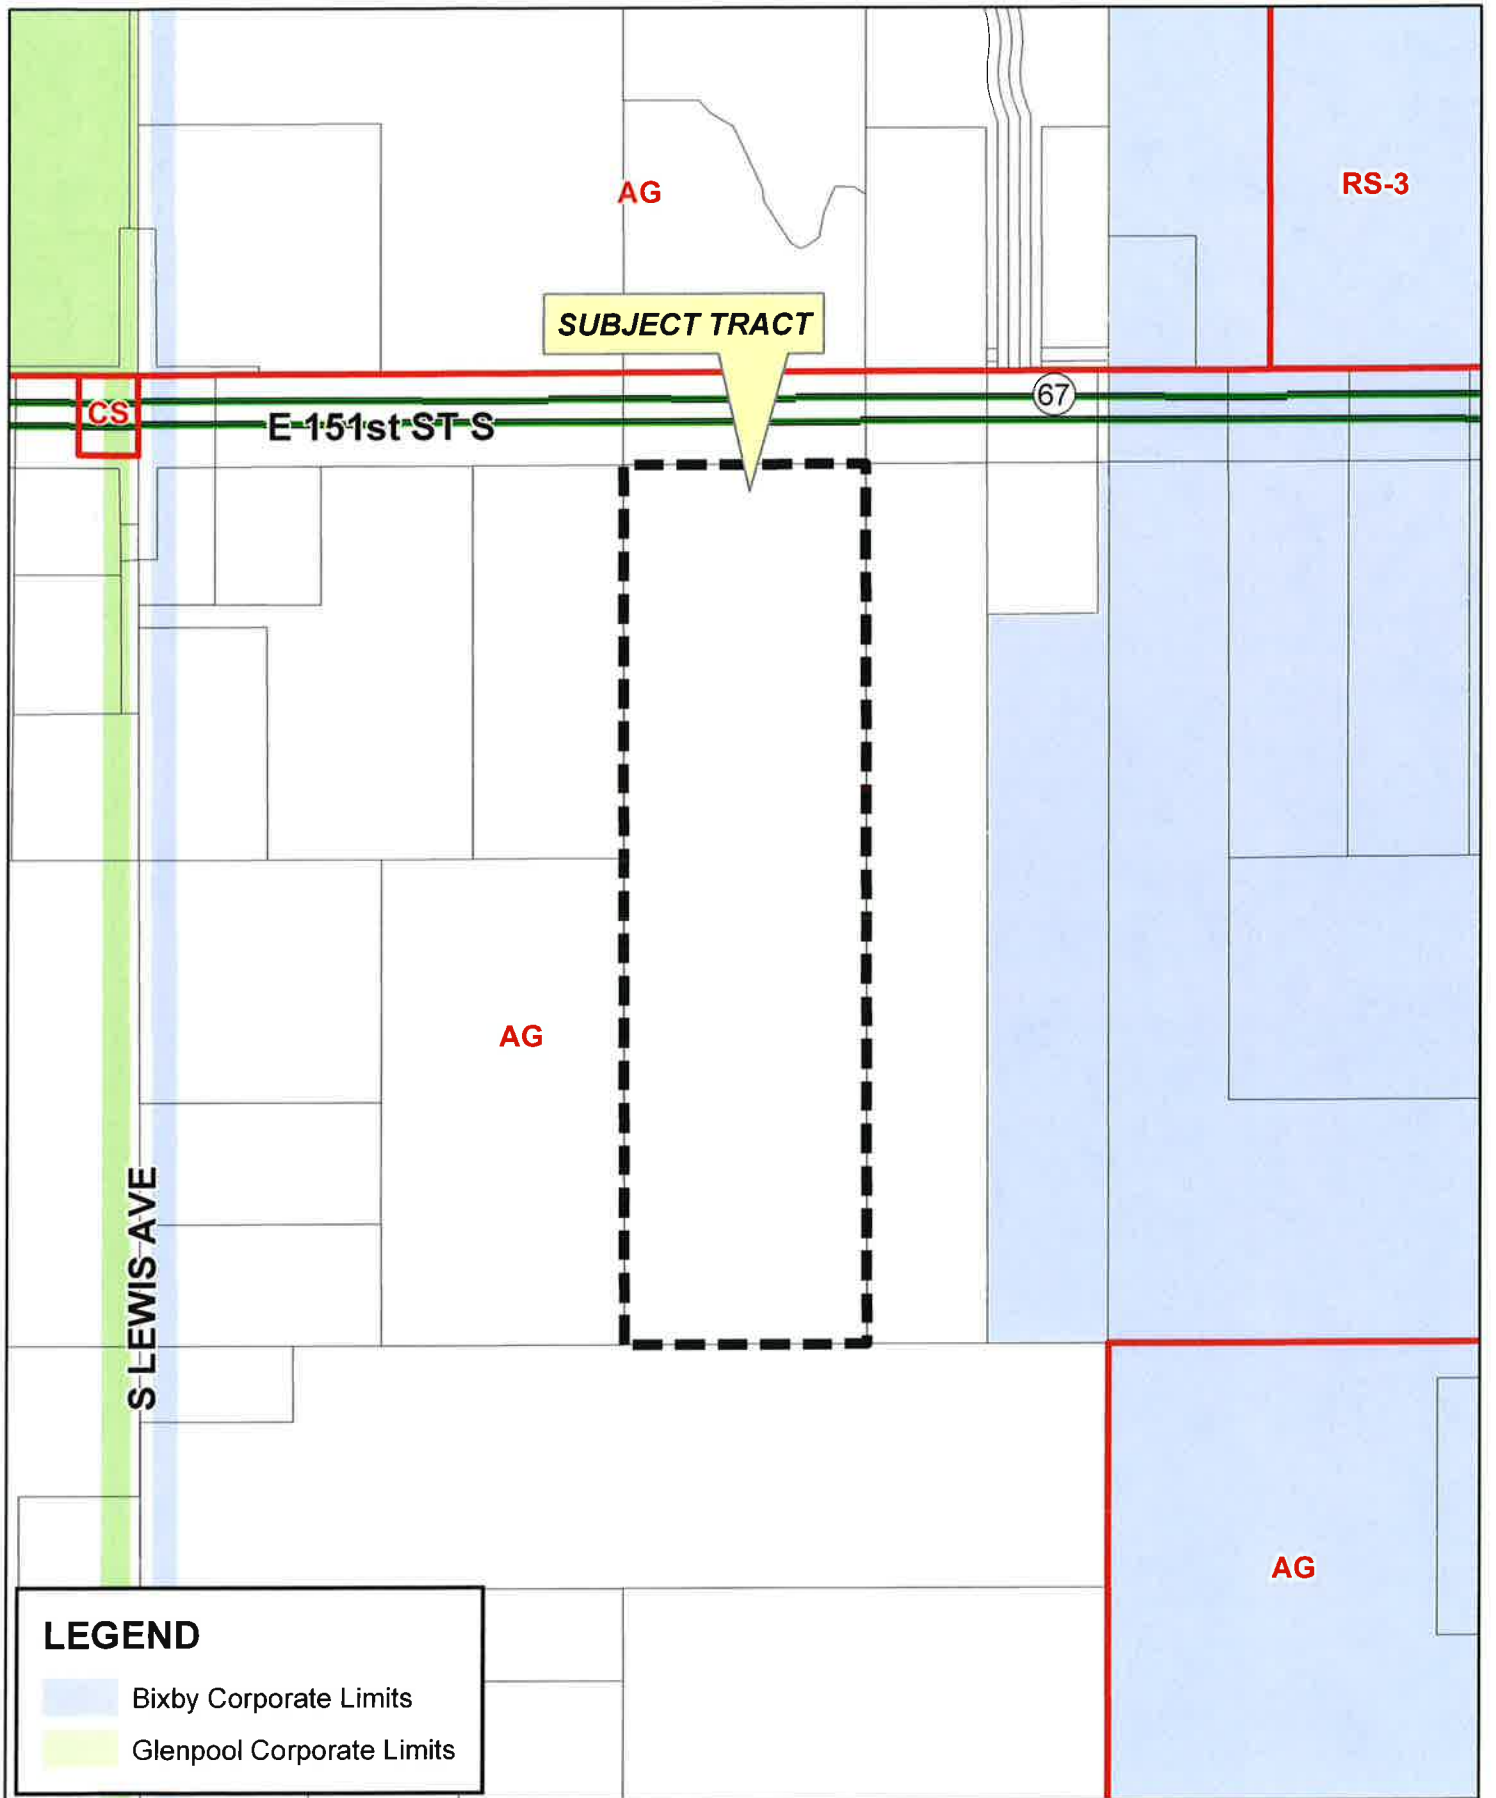 AG
RS-3
SUBJECT TRACT
67
CS
E 151st ST S
AG
S LEWIS AVE
AG
LEGEND
Bixby Corporate Limits
Glenpool Corporate Limits